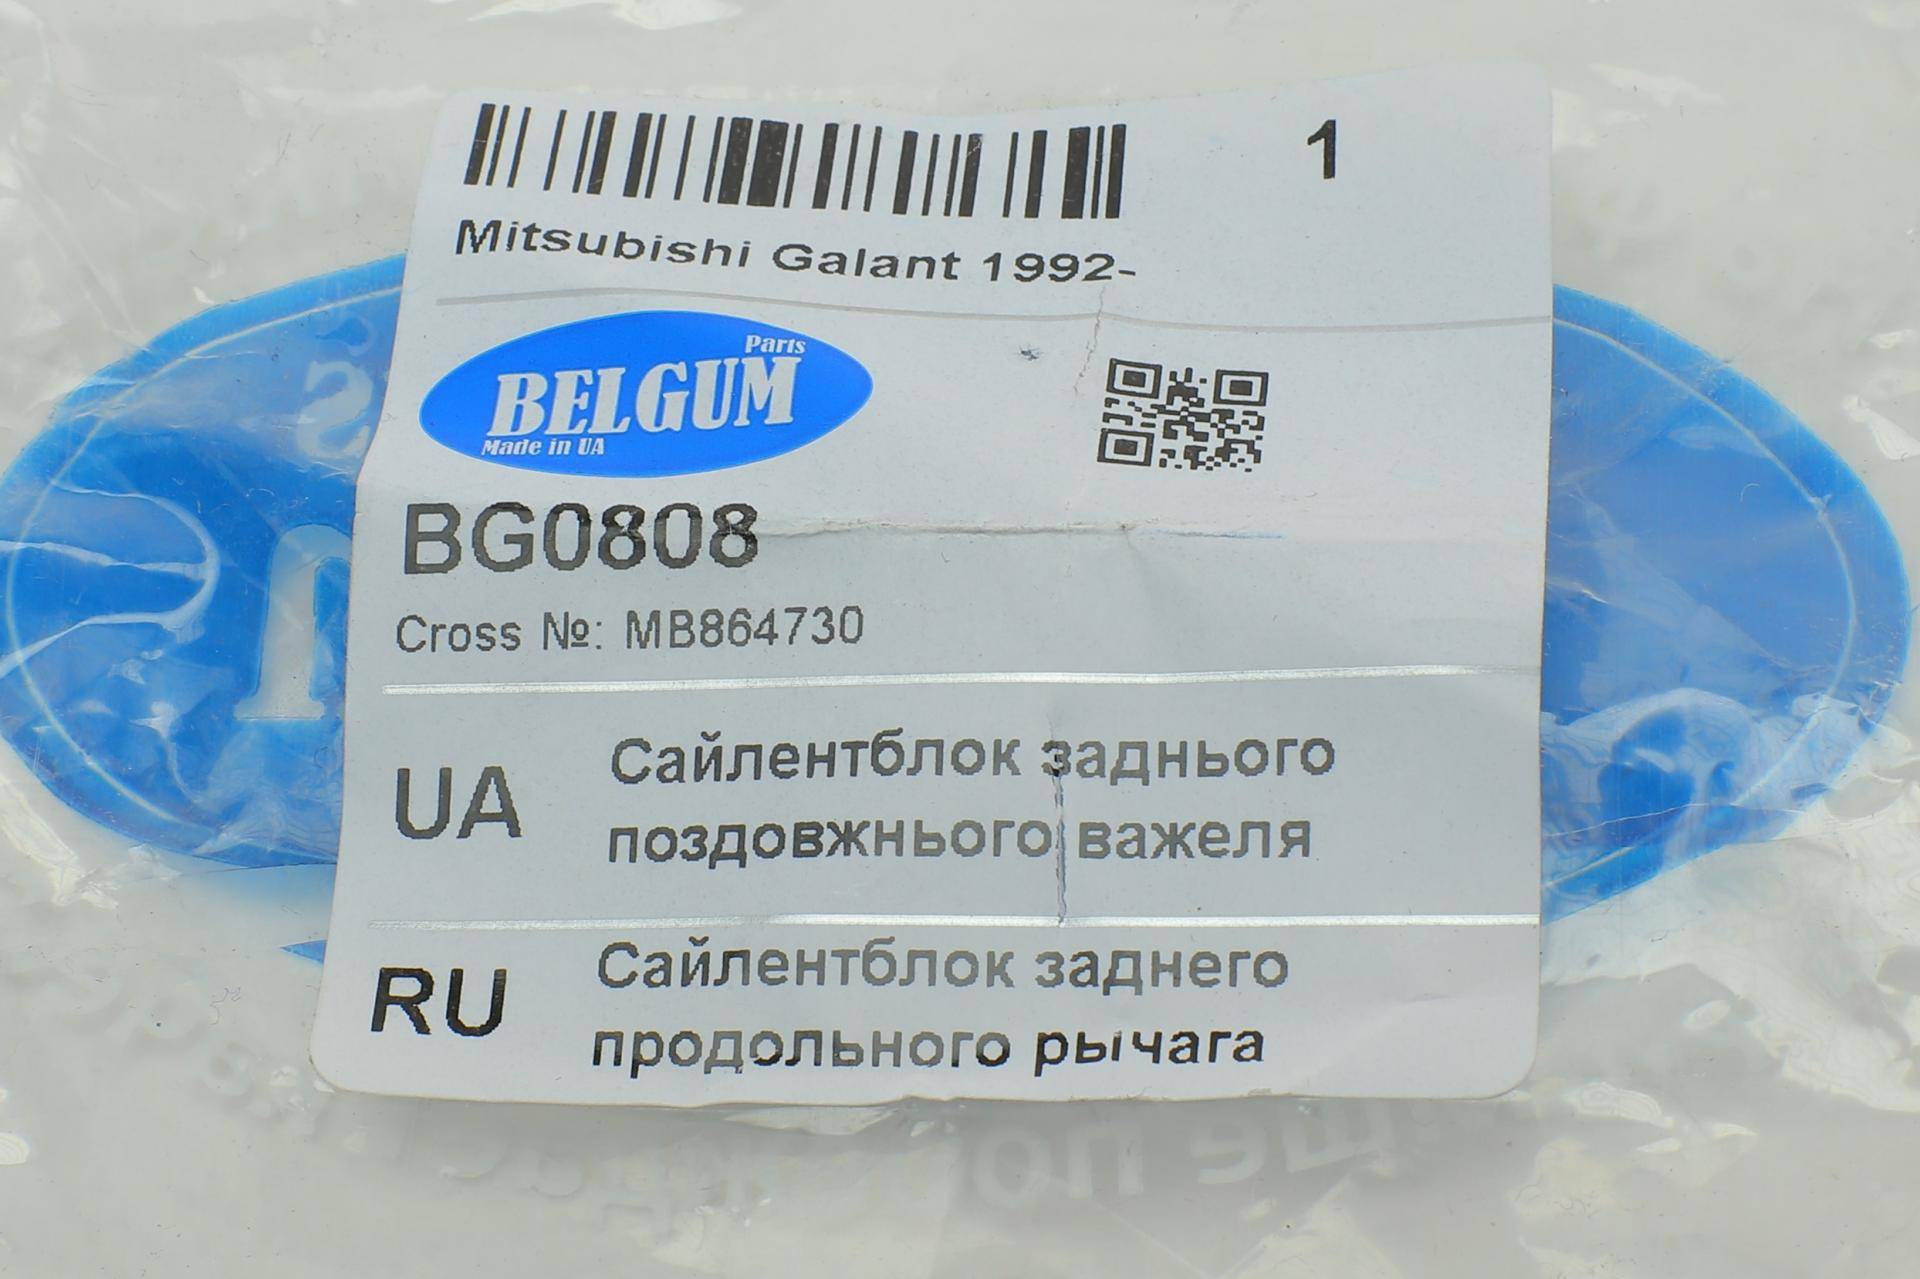 1
Mitsubishi Galant 1992-
Parts
BELGUM
Made in UA
BG0808
Cross №: MB864730
UA
Сайлентблок заднього
поздовжнього важеля
RU
Сайлентблок заднего
продольного рычага